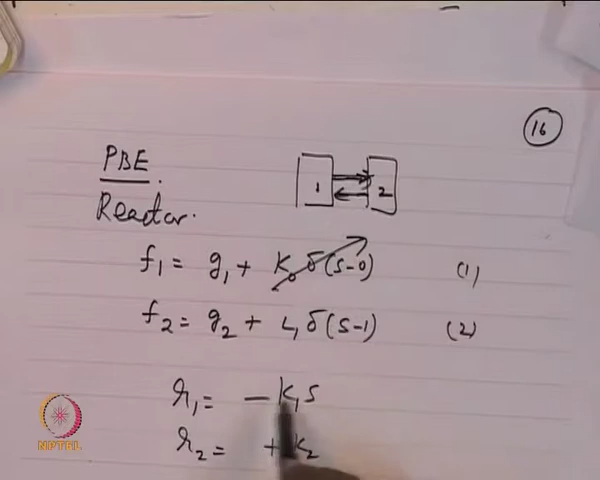 16
PBE
Reactor.
1 2
f₁ = g₁ + K₀ δ(s-0) (1)
f₂ = g₂ + L₁ δ(s-1) (2)
r₁ = - K₁ s
r₂ = + K₂
NPTEL